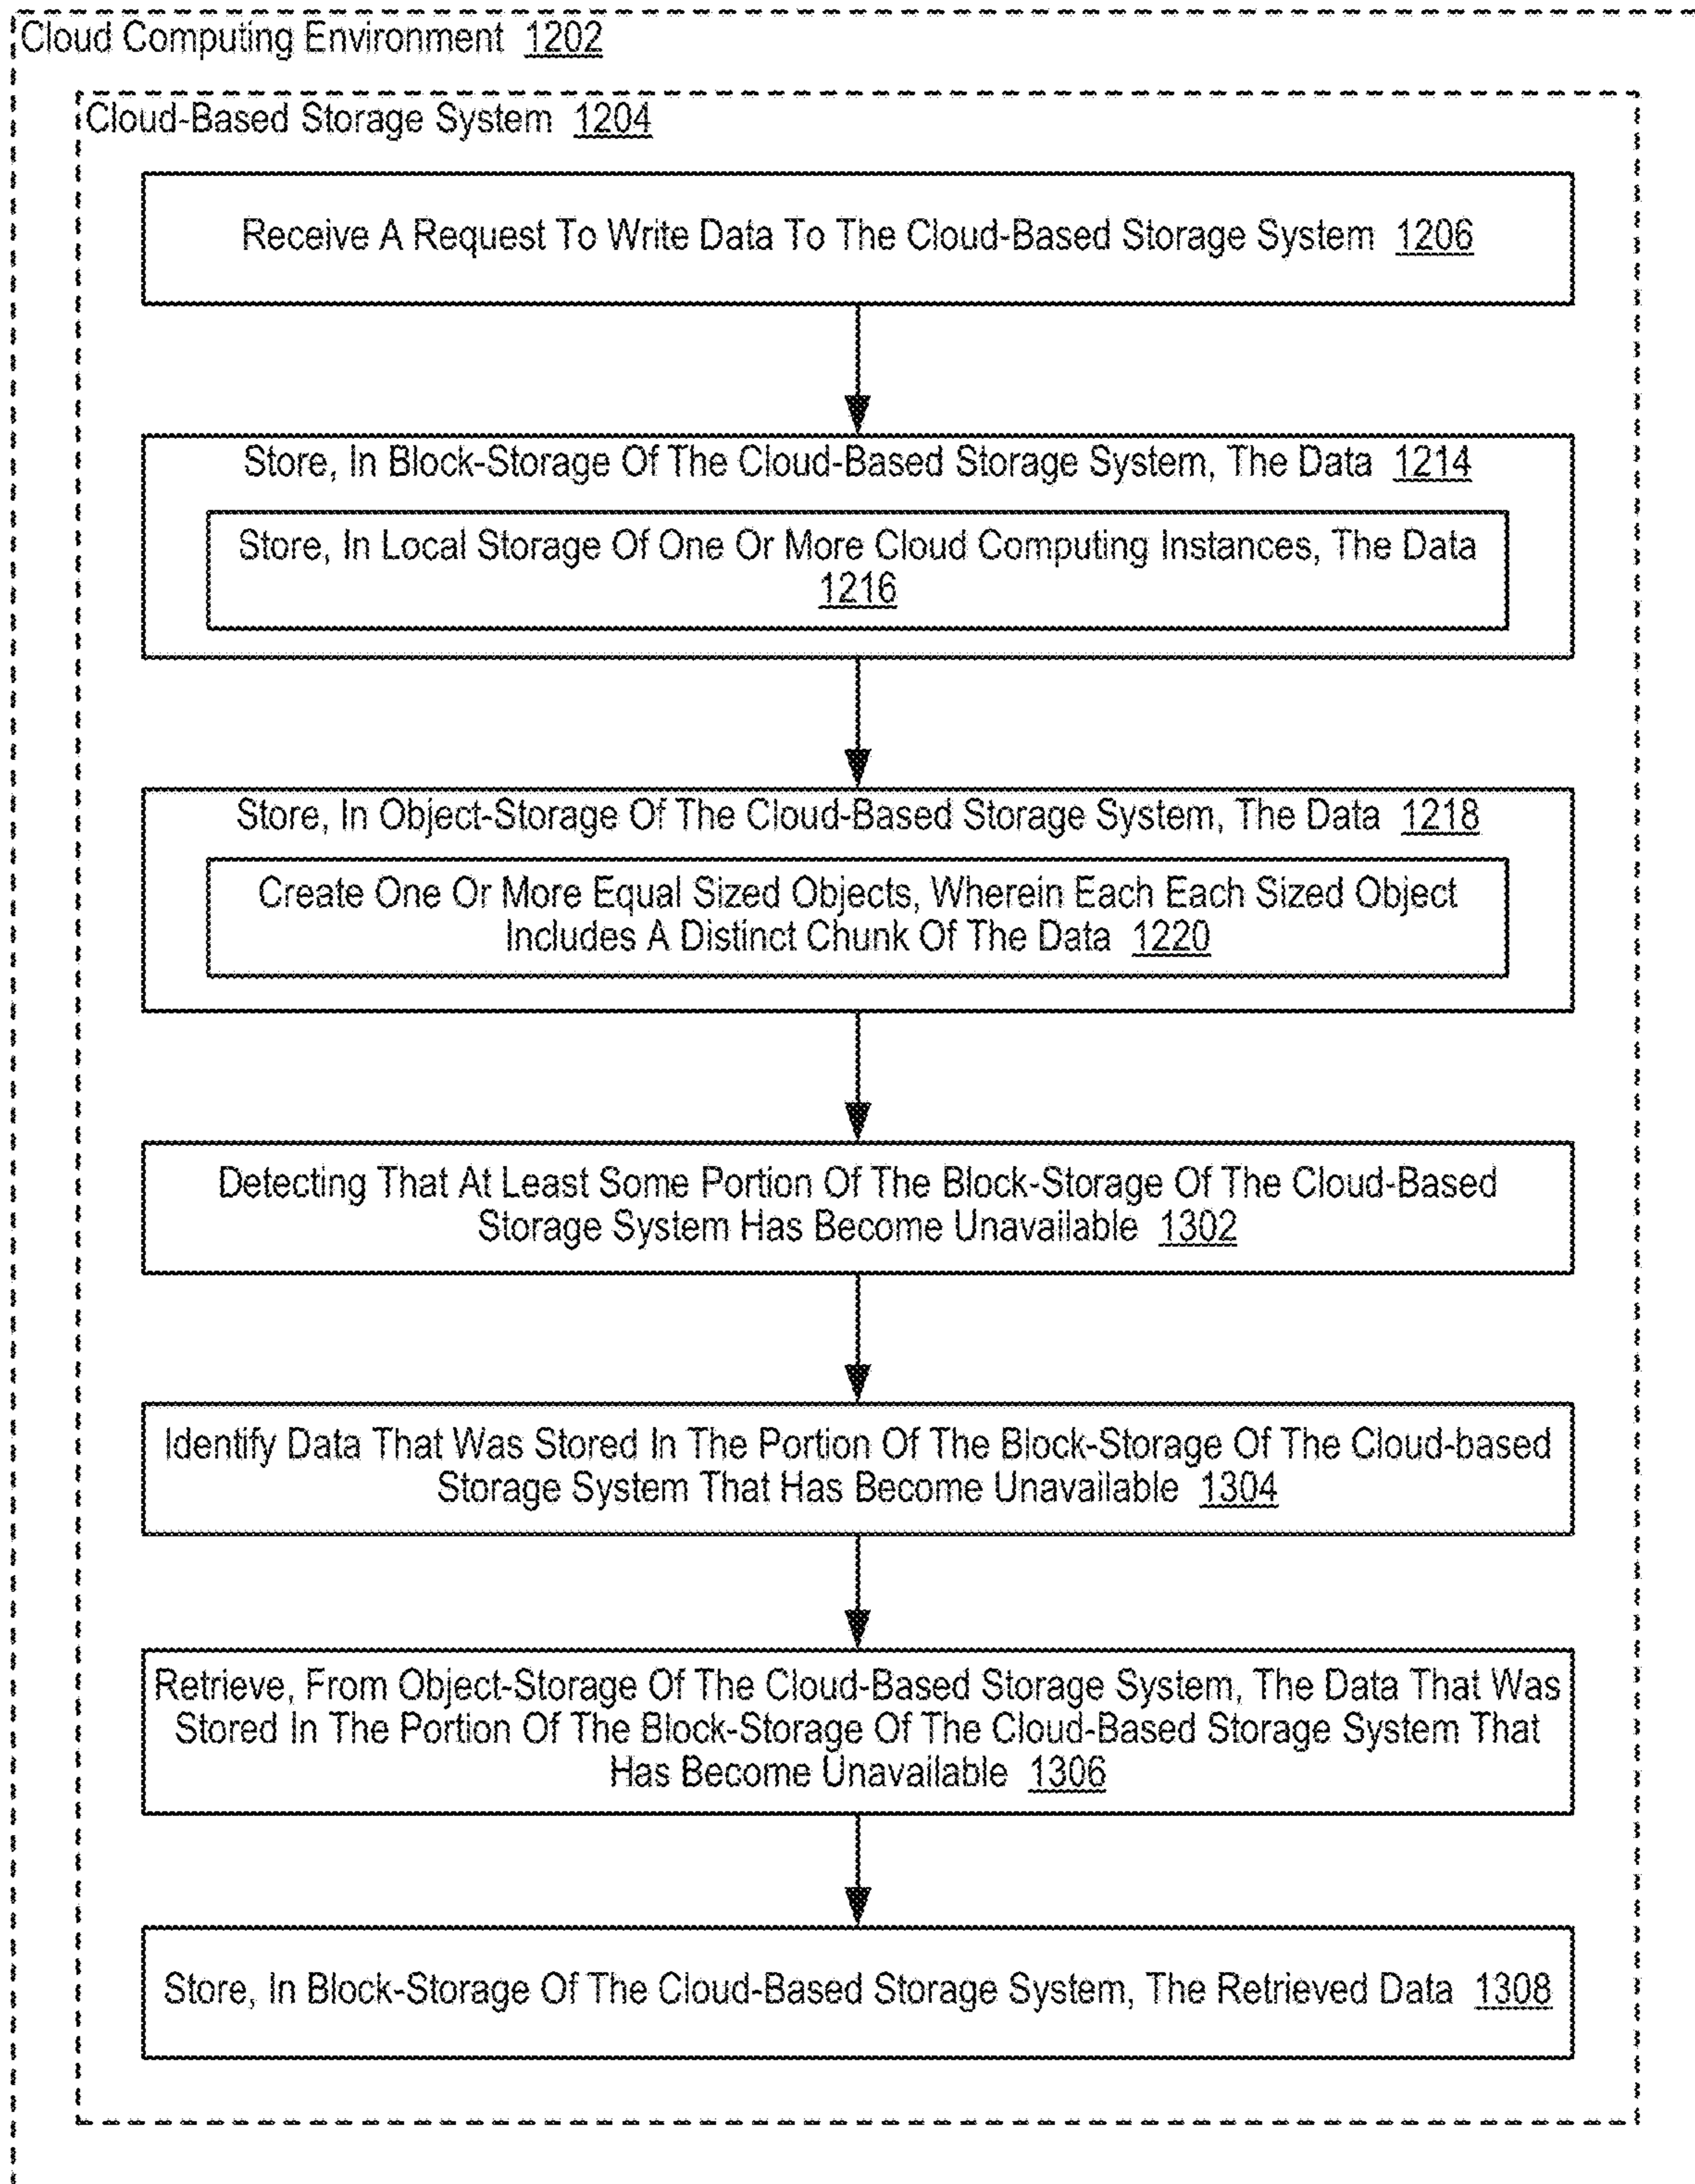 Cloud Computing Environment 1202
Cloud-Based Storage System 1204
Receive A Request To Write Data To The Cloud-Based Storage System 1206
Store, In Block-Storage Of The Cloud-Based Storage System, The Data 1214
Store, In Local Storage Of One Or More Cloud Computing Instances, The Data
1216
Store, In Object-Storage Of The Cloud-Based Storage System, The Data 1218
Create One Or More Equal Sized Objects, Wherein Each Each Sized Object
Includes A Distinct Chunk Of The Data 1220
Detecting That At Least Some Portion Of The Block-Storage Of The Cloud-Based
Storage System Has Become Unavailable 1302
Identify Data That Was Stored In The Portion Of The Block-Storage Of The Cloud-based
Storage System That Has Become Unavailable 1304
Retrieve, From Object-Storage Of The Cloud-Based Storage System, The Data That Was
Stored In The Portion Of The Block-Storage Of The Cloud-Based Storage System That
Has Become Unavailable 1306
Store, In Block-Storage Of The Cloud-Based Storage System, The Retrieved Data 1308